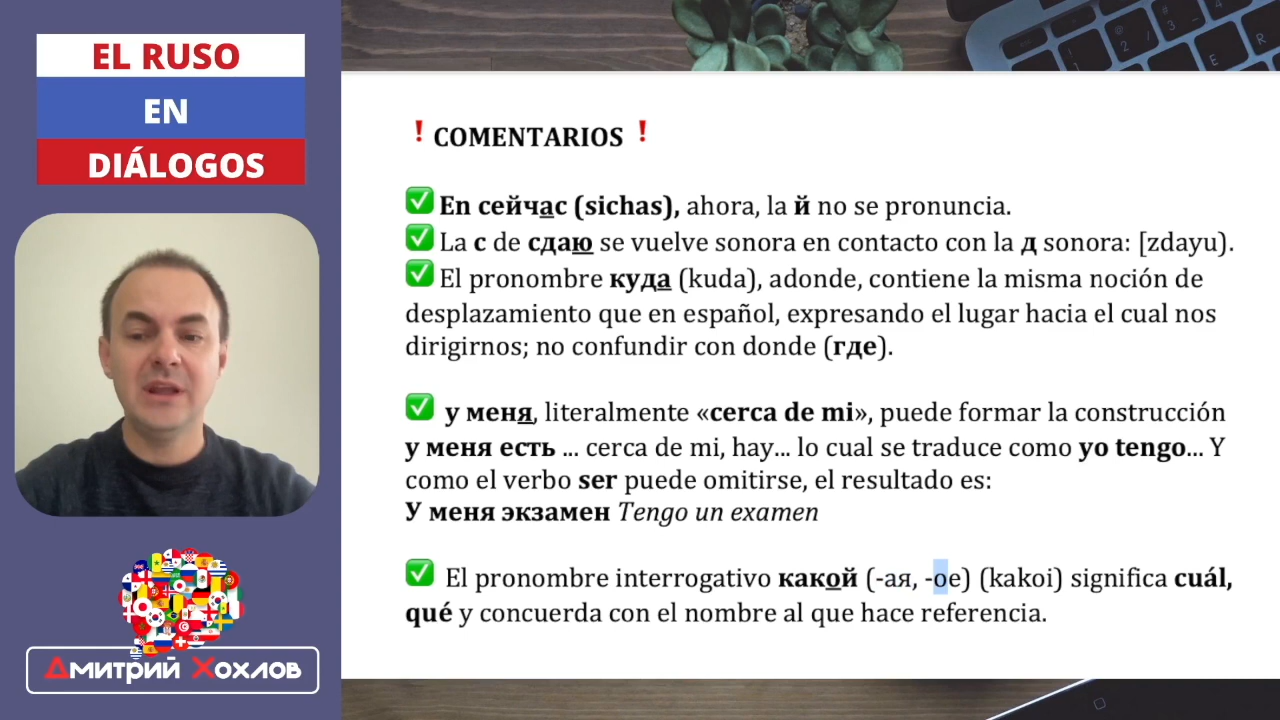 EL RUSO
EN
DIÁLOGOS
Дмитрий Хохлов
❗ COMENTARIOS ❗
✅ En сейчас (sichas), ahora, la й no se pronuncia.
✅ La с de сдаю se vuelve sonora en contacto con la д sonora: [zdayu).
✅ El pronombre куда (kuda), adonde, contiene la misma noción de
desplazamiento que en español, expresando el lugar hacia el cual nos
dirigirnos; no confundir con donde (где).
✅ у меня, literalmente «cerca de mi», puede formar la construcción
у меня есть ... cerca de mi, hay... lo cual se traduce como yo tengo... Y
como el verbo ser puede omitirse, el resultado es:
У меня экзамен Tengo un examen
✅ El pronombre interrogativo какой (-ая, -ое) (kakoi) significa cuál,
qué y concuerda con el nombre al que hace referencia.